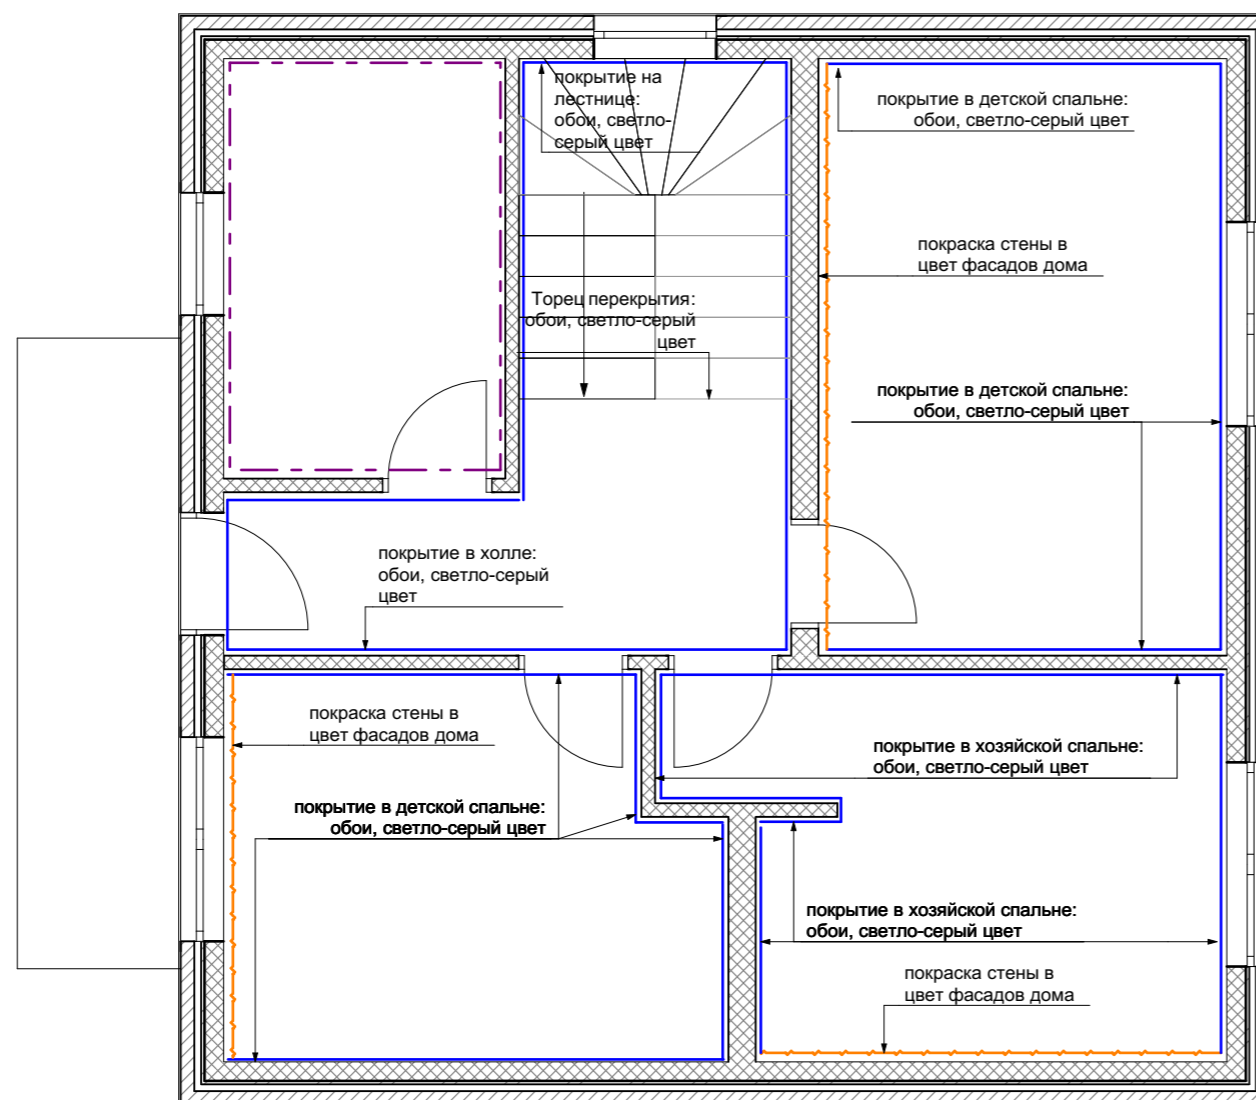 покрытие на
лестнице:
обои, светло-
серый цвет
покрытие в детской спальне:
обои, светло-серый цвет
покраска стены в
цвет фасадов дома
Торец перекрытия:
обои, светло-серый
цвет
покрытие в детской спальне:
обои, светло-серый цвет
покрытие в холле:
обои, светло-серый
цвет
покраска стены в
цвет фасадов дома
покрытие в хозяйской спальне:
обои, светло-серый цвет
покрытие в детской спальне:
обои, светло-серый цвет
покрытие в хозяйской спальне:
обои, светло-серый цвет
покраска стены в
цвет фасадов дома